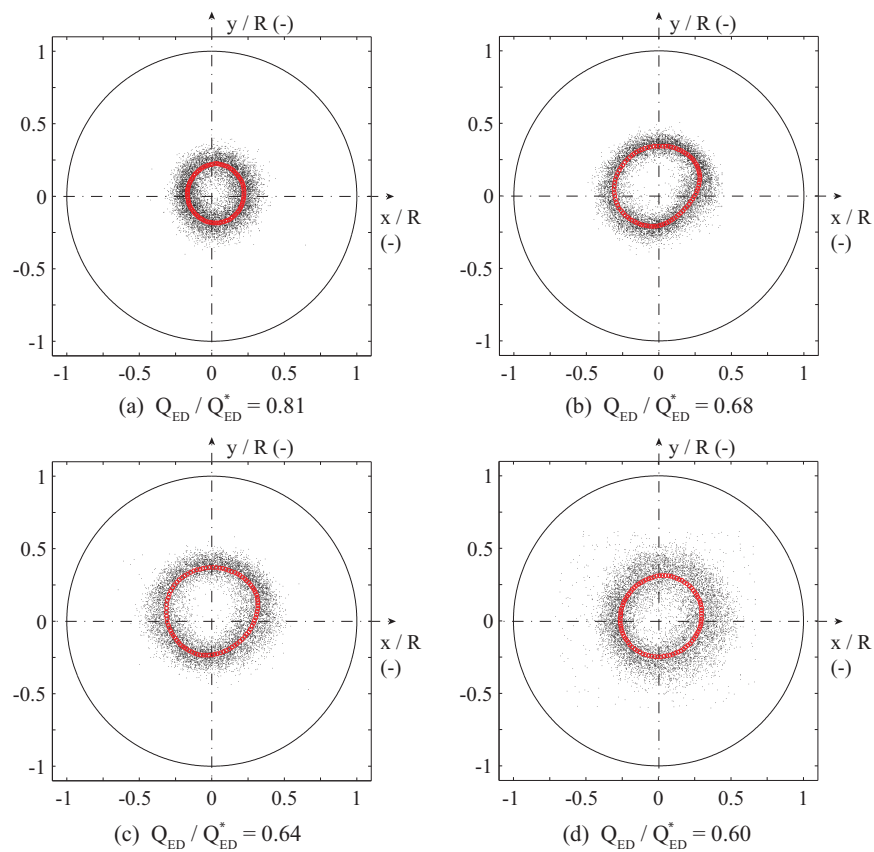 y / R (-)
1
0.5
0
-0.5
-1
-1 -0.5 0 0.5 1
x / R
(-)
(a) Q_ED / Q*_ED = 0.81
y / R (-)
1
0.5
0
-0.5
-1
-1 -0.5 0 0.5 1
x / R
(-)
(b) Q_ED / Q*_ED = 0.68
y / R (-)
1
0.5
0
-0.5
-1
-1 -0.5 0 0.5 1
x / R
(-)
(c) Q_ED / Q*_ED = 0.64
y / R (-)
1
0.5
0
-0.5
-1
-1 -0.5 0 0.5 1
x / R
(-)
(d) Q_ED / Q*_ED = 0.60